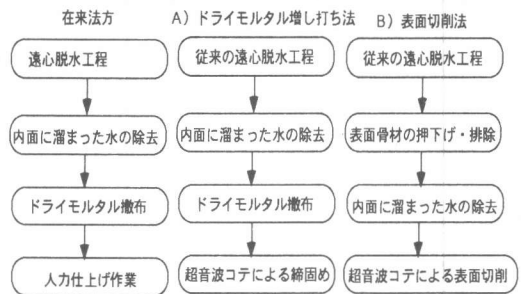 在来法方
遠心脱水工程
内面に溜まった水の除去
ドライモルタル撒布
人力仕上げ作業
A）ドライモルタル増し打ち法
従来の遠心脱水工程
内面に溜まった水の除去
ドライモルタル撒布
超音波コテによる締固め
B）表面切削法
従来の遠心脱水工程
表面骨材の押下げ・排除
内面に溜まった水の除去
超音波コテによる表面切削